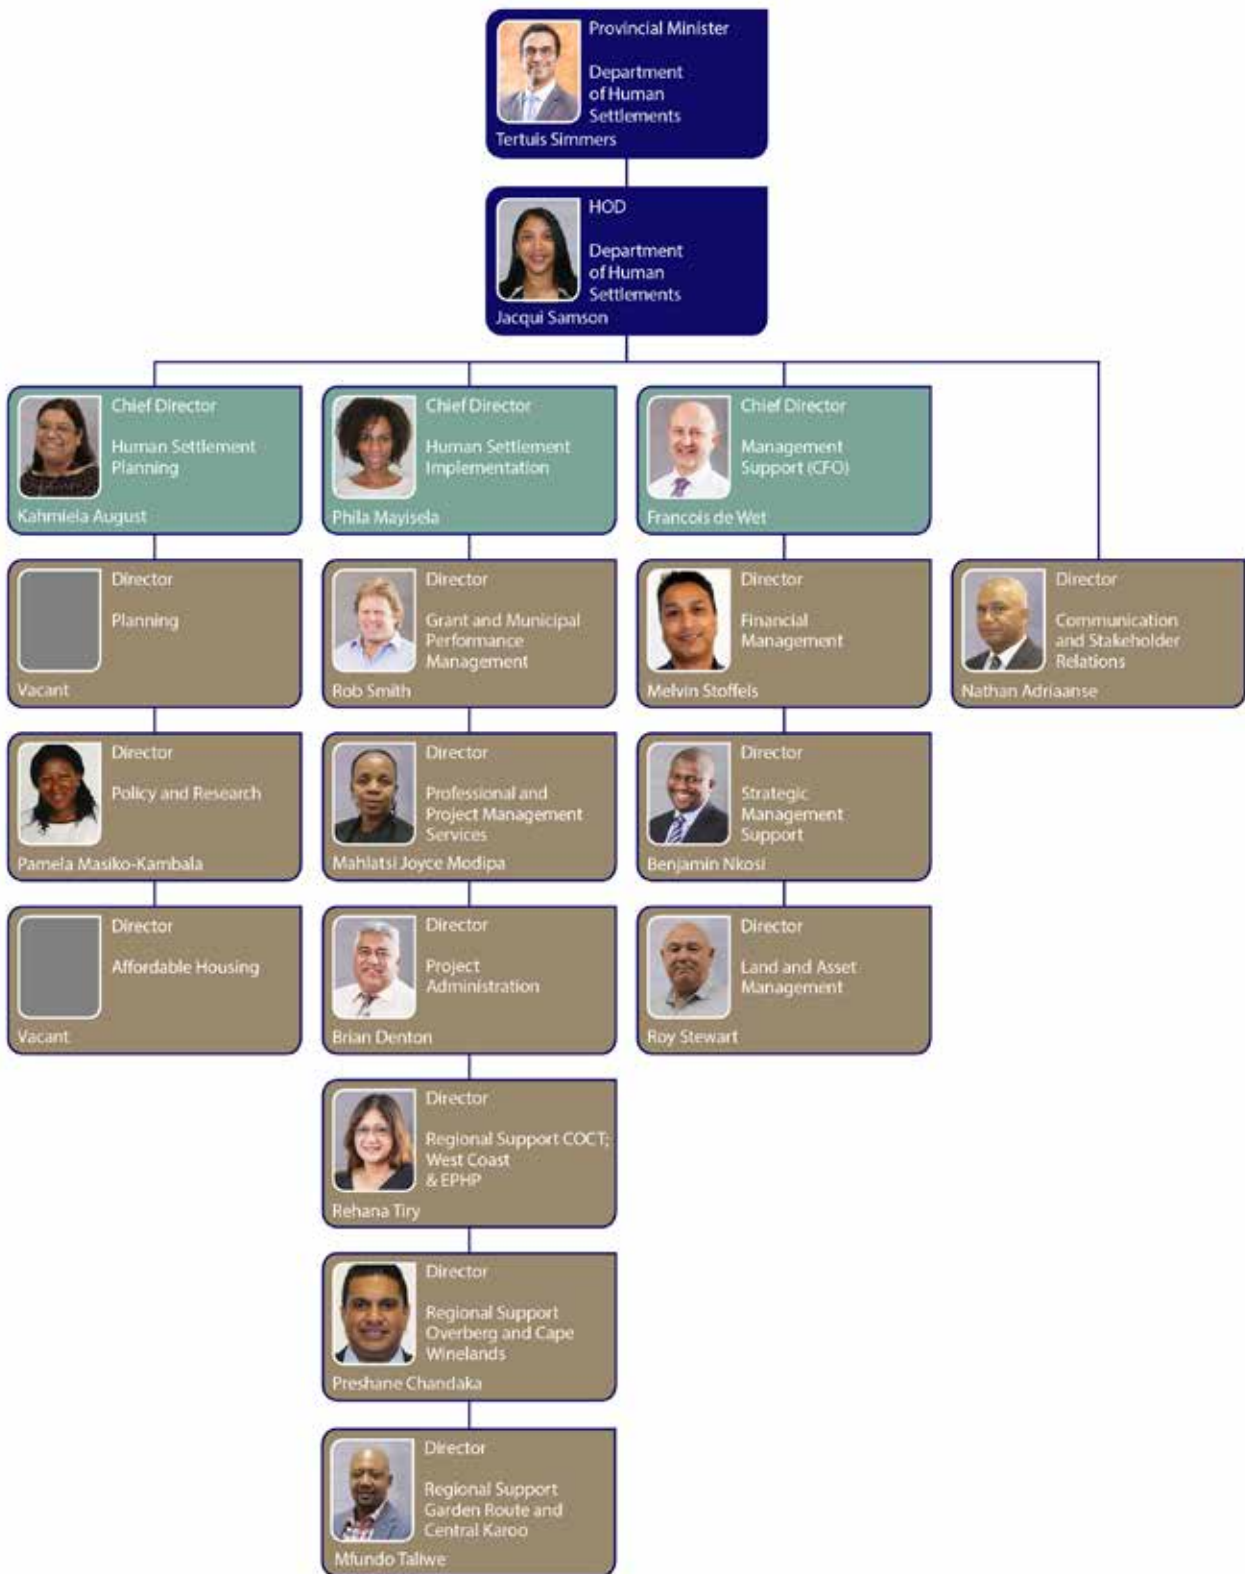 Provincial Minister
Department
of Human
Settlements
Tertuis Simmers
HOD
Department
of Human
Settlements
Jacqui Samson
Chief Director
Human Settlement
Planning
Kahmiela August
Chief Director
Human Settlement
Implementation
Phila Mayisela
Chief Director
Management
Support (CFO)
Francois de Wet
Director
Planning
Vacant
Director
Grant and Municipal
Performance
Management
Rob Smith
Director
Financial
Management
Melvin Stoffels
Director
Communication
and Stakeholder
Relations
Nathan Adriaanse
Director
Policy and Research
Pamela Masiko-Kambala
Director
Professional and
Project Management
Services
Mahlatsi Joyce Modipa
Director
Strategic
Management
Support
Benjamin Nkosi
Director
Affordable Housing
Vacant
Director
Project
Administration
Brian Denton
Director
Land and Asset
Management
Roy Stewart
Director
Regional Support COCT;
West Coast
& EPHP
Rehana Tiry
Director
Regional Support
Overberg and Cape
Winelands
Preshane Chandaka
Director
Regional Support
Garden Route and
Central Karoo
Mfundo Taliwe